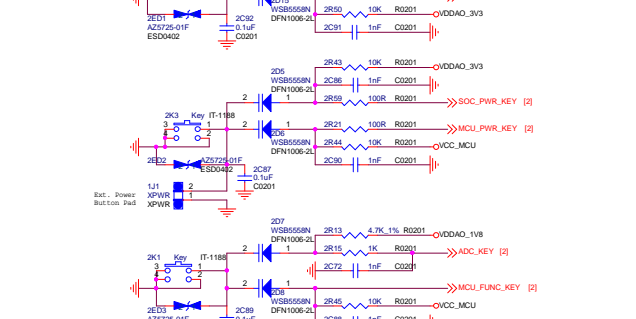 2ED1
AZ5725-01F
ESD0402
2C92
0.1uF
C0201
WSB5558N
DFN1006-2L
2R50 10K R0201 VDDAO_3V3
2C91 1nF C0201
2R43 10K R0201 VDDAO_3V3
2D5
WSB5558N
DFN1006-2L
2C86 1nF C0201
2 1 2R59 100R R0201 SOC_PWR_KEY [2]
2K3 Key IT-1188
3 1
4 2
2 1 2R21 100R R0201 MCU_PWR_KEY [2]
2D6
WSB5558N
DFN1006-2L
2R44 10K R0201 VCC_MCU
2C90 1nF C0201
2ED2 AZ5725-01F
ESD0402
2C87
0.1uF
C0201
Ext. Power
Button Pad
1J1
XPWR
XPWR
2
1
2D7
WSB5558N
DFN1006-2L
2R13 4.7K_1% R0201 VDDAO_1V8
2 1 2R15 1K R0201 ADC_KEY [2]
2K1 Key IT-1188
3 1
4 2
2C72 1nF C0201
2 1 MCU_FUNC_KEY [2]
2D8
WSB5558N
DFN1006-2L
2R45 10K R0201 VCC_MCU
2ED3 AZ5725-01F
2C89
1nF C0201